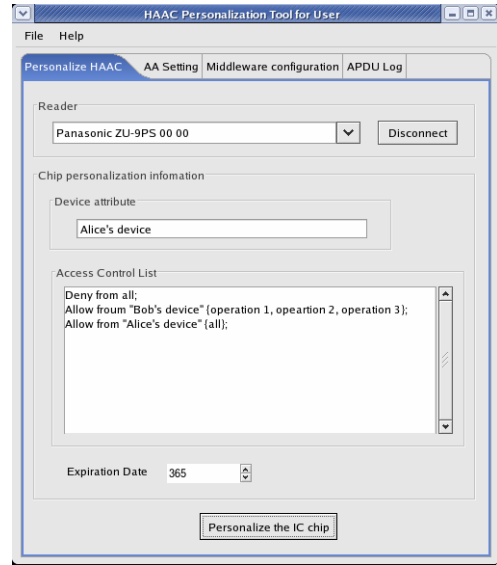 HAAC Personalization Tool for User
File Help
Personalize HAAC AA Setting Middleware configuration APDU Log
Reader
Panasonic ZU-9PS 00 00 Disconnect
Chip personalization infomation
Device attribute
Alice's device
Access Control List
Deny from all;
Allow froum "Bob's device" {operation 1, opeartion 2, operation 3};
Allow from "Alice's device" {all};
Expiration Date 365
Personalize the IC chip